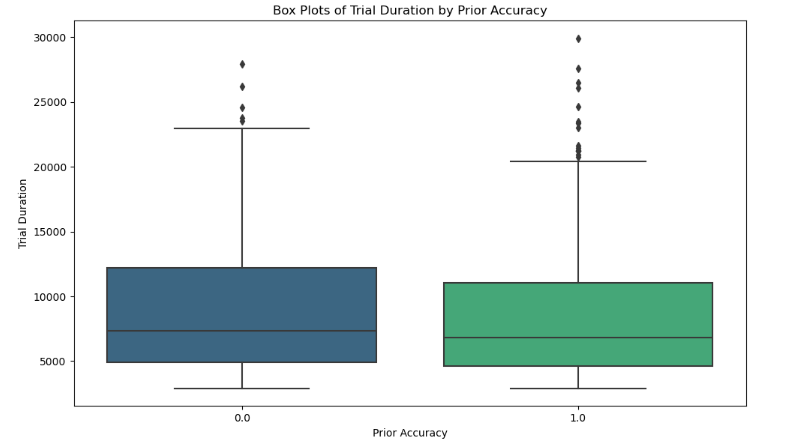 Box Plots of Trial Duration by Prior Accuracy
30000
25000
20000
15000
10000
5000
Trial Duration
0.0
1.0
Prior Accuracy